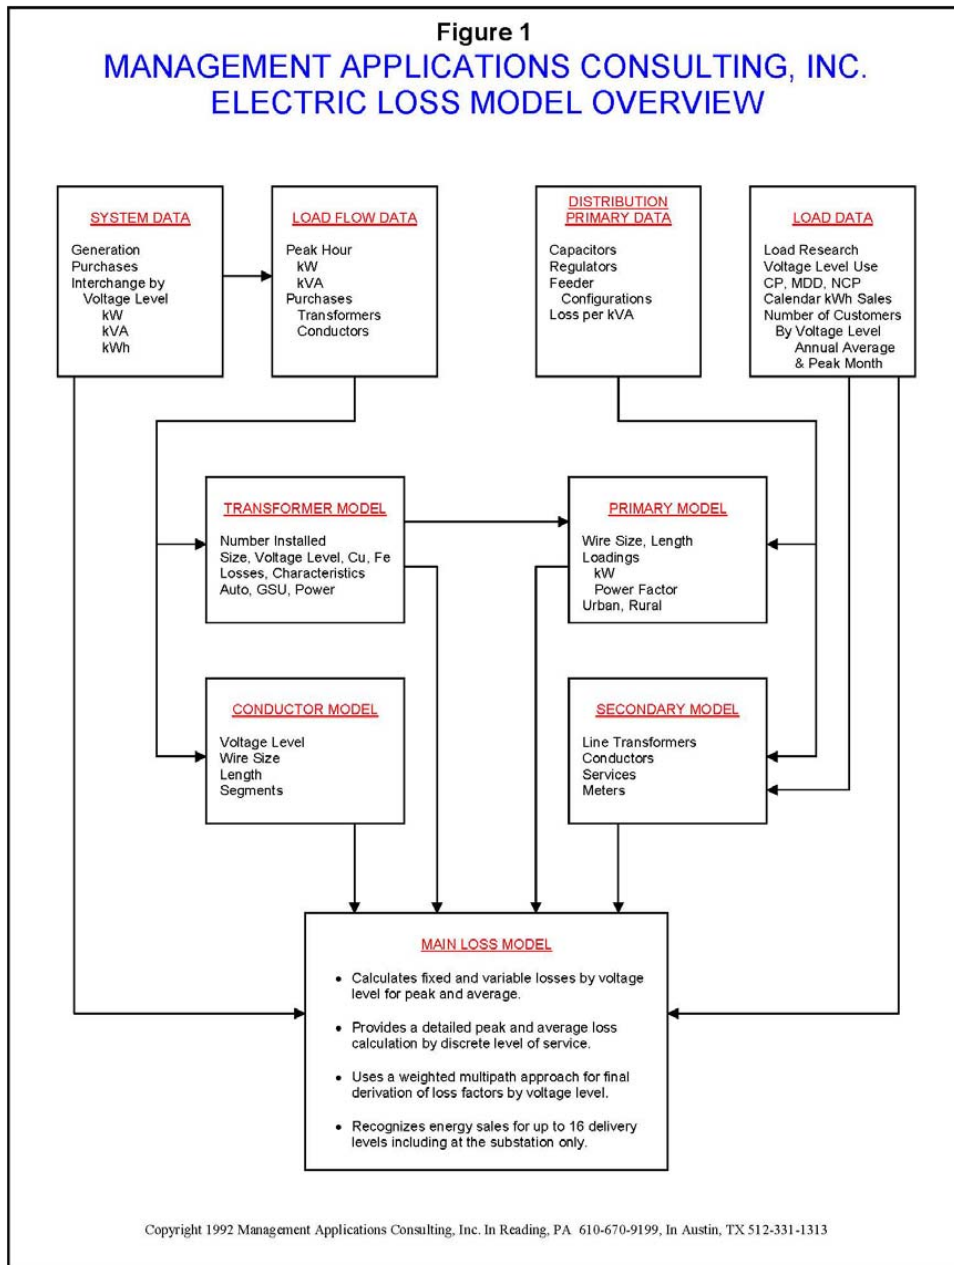 Figure 1
MANAGEMENT APPLICATIONS CONSULTING, INC.
ELECTRIC LOSS MODEL OVERVIEW
SYSTEM DATA
Generation
Purchases
Interchange by
Voltage Level
kW
kVA
kWh
LOAD FLOW DATA
Peak Hour
kW
kVA
Purchases
Transformers
Conductors
DISTRIBUTION
PRIMARY DATA
Capacitors
Regulators
Feeder
Configurations
Loss per kVA
LOAD DATA
Load Research
Voltage Level Use
CP, MDD, NCP
Calendar kWh Sales
Number of Customers
By Voltage Level
Annual Average
& Peak Month
TRANSFORMER MODEL
Number Installed
Size, Voltage Level, Cu, Fe
Losses, Characteristics
Auto, GSU, Power
PRIMARY MODEL
Wire Size, Length
Loadings
kW
Power Factor
Urban, Rural
CONDUCTOR MODEL
Voltage Level
Wire Size
Length
Segments
SECONDARY MODEL
Line Transformers
Conductors
Services
Meters
MAIN LOSS MODEL
• Calculates fixed and variable losses by voltage
level for peak and average.
• Provides a detailed peak and average loss
calculation by discrete level of service.
• Uses a weighted multipath approach for final
derivation of loss factors by voltage level.
• Recognizes energy sales for up to 16 delivery
levels including at the substation only.
Copyright 1992 Management Applications Consulting, Inc. In Reading, PA 610-670-9199, In Austin, TX 512-331-1313